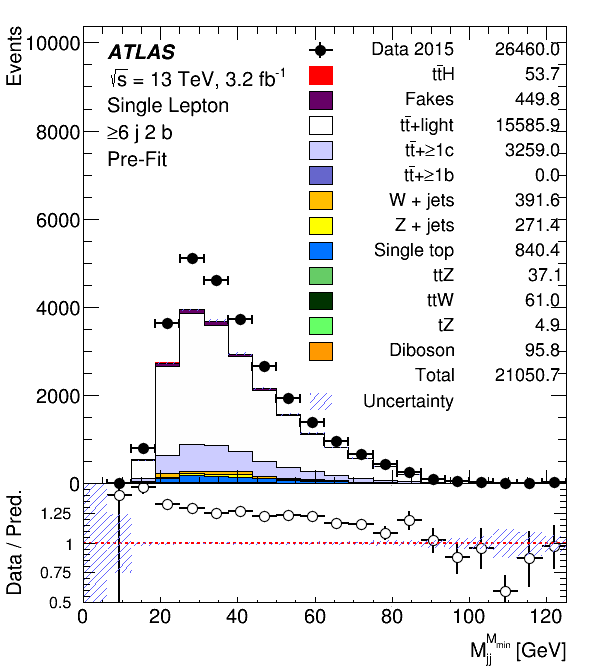 Events
10000
8000
6000
4000
2000
0
ATLAS
√s = 13 TeV, 3.2 fb⁻¹
Single Lepton
≥6 j 2 b
Pre-Fit
Data 2015 26460.0
tt̄H 53.7
Fakes 449.8
tt̄+light 15585.9
tt̄+≥1c 3259.0
tt̄+≥1b 0.0
W + jets 391.6
Z + jets 271.4
Single top 840.4
ttZ 37.1
ttW 61.0
tZ 4.9
Diboson 95.8
Total 21050.7
Uncertainty
Data / Pred.
1.25
1
0.75
0.5
0 20 40 60 80 100 120
M_jj^M_min [GeV]